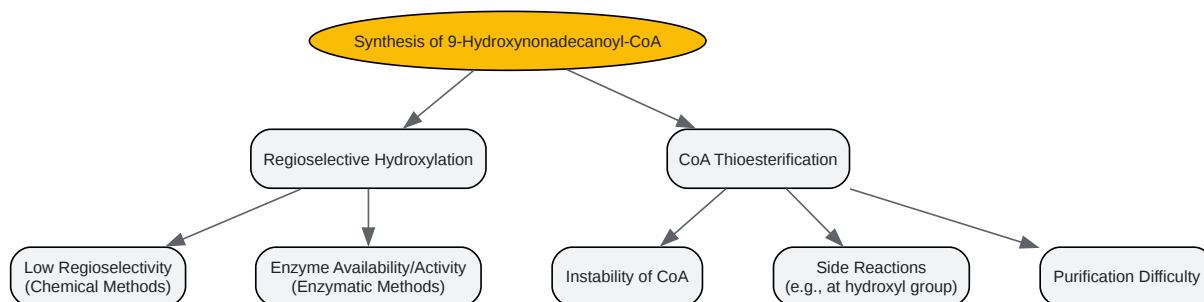 Synthesis of 9-Hydroxynonadecanoyl-CoA
Regioselective Hydroxylation
CoA Thioesterification
Low Regioselectivity
(Chemical Methods)
Enzyme Availability/Activity
(Enzymatic Methods)
Instability of CoA
Side Reactions
(e.g., at hydroxyl group)
Purification Difficulty